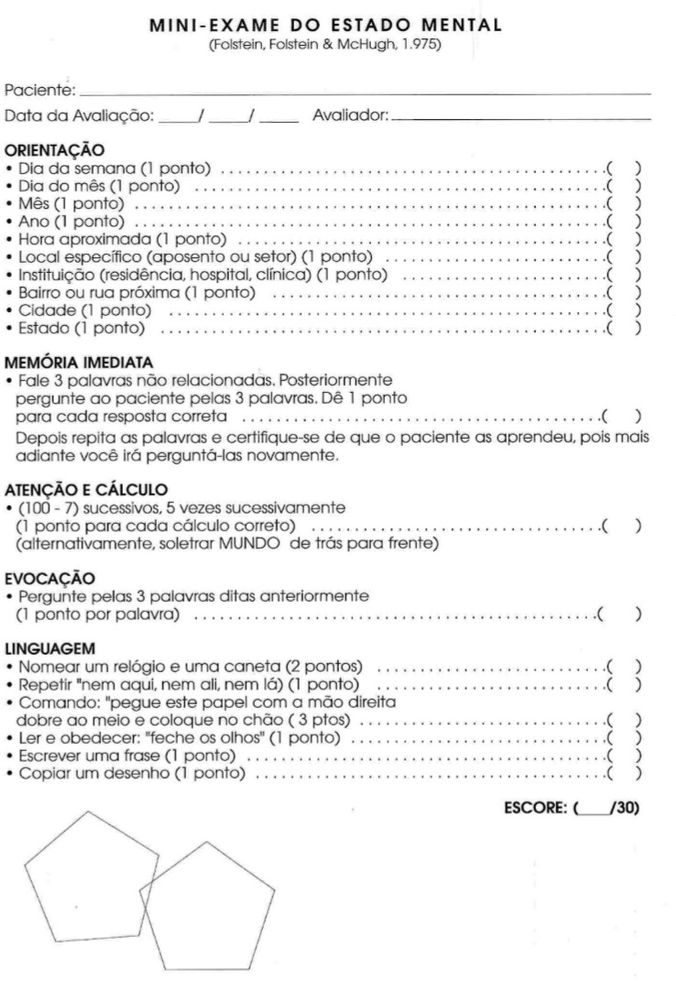 MINI-EXAME DO ESTADO MENTAL
(Folstein, Folstein & McHugh, 1.975)
Paciente: ____________________
Data da Avaliação: _____/_____/_____ Avaliador: ____________________
ORIENTAÇÃO
• Dia da semana (1 ponto) ..........( )
• Dia do mês (1 ponto) ..........( )
• Mês (1 ponto) ..........( )
• Ano (1 ponto) ..........( )
• Hora aproximada (1 ponto) ..........( )
• Local específico (aposento ou setor) (1 ponto) ..........( )
• Instituição (residência, hospital, clínica) (1 ponto) ..........( )
• Bairro ou rua próxima (1 ponto) ..........( )
• Cidade (1 ponto) ..........( )
• Estado (1 ponto) ..........( )
MEMÓRIA IMEDIATA
• Fale 3 palavras não relacionadas. Posteriormente
pergunte ao paciente pelas 3 palavras. Dê 1 ponto
para cada resposta correta ..........( )
Depois repita as palavras e certifique-se de que o paciente as aprendeu, pois mais
adiante você irá perguntá-las novamente.
ATENÇÃO E CÁLCULO
• (100 - 7) sucessivos, 5 vezes sucessivamente
(1 ponto para cada cálculo correto) ..........( )
(alternativamente, soletrar MUNDO de trás para frente)
EVOCAÇÃO
• Pergunte pelas 3 palavras ditas anteriormente
(1 ponto por palavra) ..........( )
LINGUAGEM
• Nomear um relógio e uma caneta (2 pontos) ..........( )
• Repetir "nem aqui, nem ali, nem lá) (1 ponto) ..........( )
• Comando: "pegue este papel com a mão direita
dobre ao meio e coloque no chão ( 3 ptos) ..........( )
• Ler e obedecer: "feche os olhos" (1 ponto) ..........( )
• Escrever uma frase (1 ponto) ..........( )
• Copiar um desenho (1 ponto) ..........( )
ESCORE: (____/30)